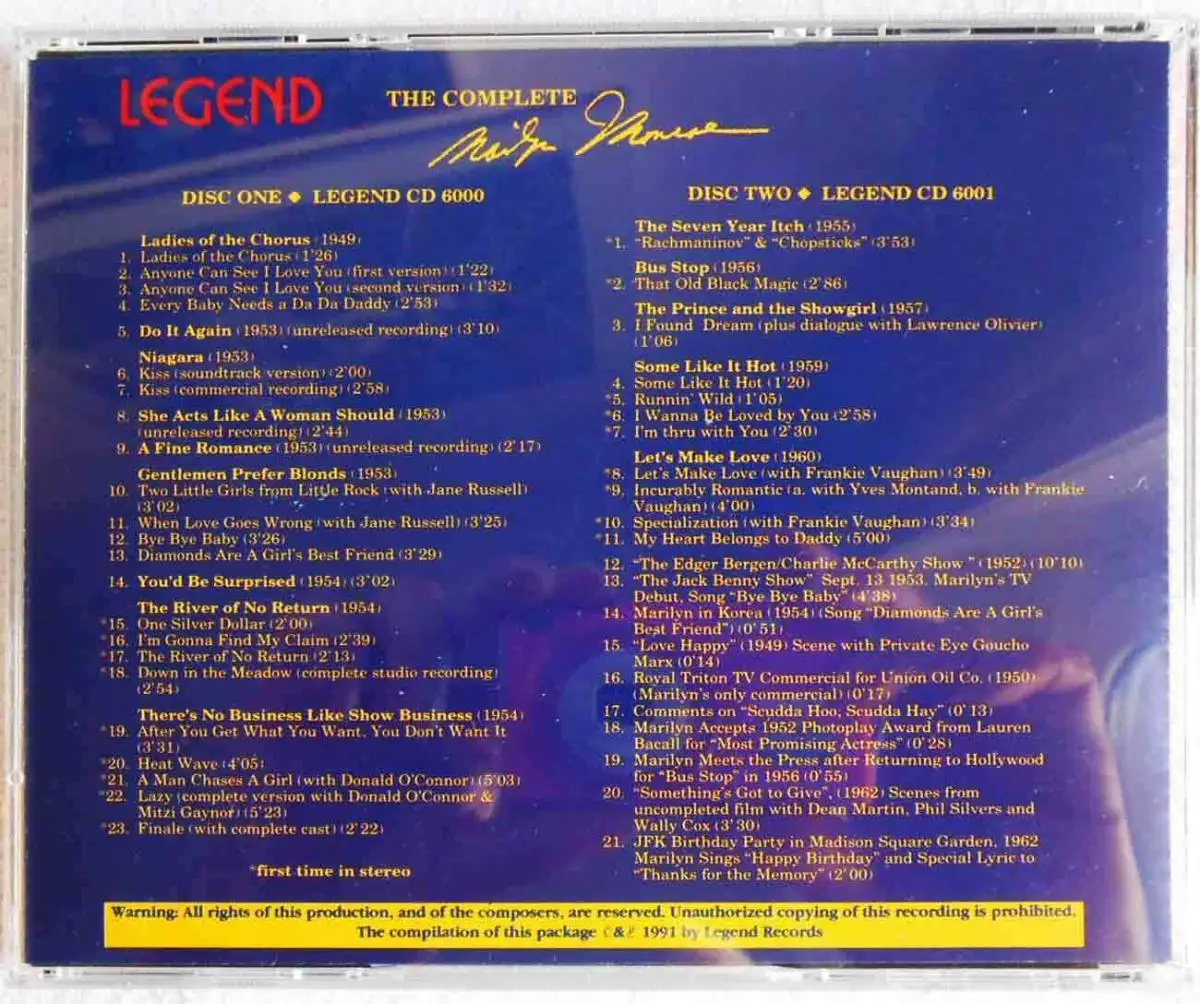 LEGEND
THE COMPLETE
Marilyn Monroe
DISC ONE ◆ LEGEND CD 6000
Ladies of the Chorus (1949)
1. Ladies of the Chorus (1'26)
2. Anyone Can See I Love You (first version) (1'22)
3. Anyone Can See I Love You (second version) (1'32)
4. Every Baby Needs a Da Da Daddy (2'53)
5. Do It Again (1953) (unreleased recording) (3'10)
Niagara (1953)
6. Kiss (soundtrack version) (2'00)
7. Kiss (commercial recording) (2'58)
8. She Acts Like A Woman Should (1953)
(unreleased recording) (2'44)
9. A Fine Romance (1953) (unreleased recording) (2'17)
Gentlemen Prefer Blonds (1953)
10. Two Little Girls from Little Rock (with Jane Russell)
(3'02)
11. When Love Goes Wrong (with Jane Russell) (3'25)
12. Bye Bye Baby (3'26)
13. Diamonds Are A Girl's Best Friend (3'29)
14. You'd Be Surprised (1954) (3'02)
The River of No Return (1954)
*15. One Silver Dollar (2'00)
*16. I'm Gonna Find My Claim (2'39)
*17. The River of No Return (2'13)
*18. Down in the Meadow (complete studio recording)
(2'54)
There's No Business Like Show Business (1954)
*19. After You Get What You Want, You Don't Want It
(3'31)
*20. Heat Wave (4'05)
*21. A Man Chases A Girl (with Donald O'Connor) (5'03)
*22. Lazy (complete version with Donald O'Connor &
Mitzi Gaynor) (5'23)
*23. Finale (with complete cast) (2'22)
*first time in stereo
DISC TWO ◆ LEGEND CD 6001
The Seven Year Itch (1955)
*1. "Rachmaninov" & "Chopsticks" (3'53)
Bus Stop (1956)
*2. That Old Black Magic (2'86)
The Prince and the Showgirl (1957)
3. I Found Dream (plus dialogue with Lawrence Olivier)
(1'06)
Some Like It Hot (1959)
4. Some Like It Hot (1'20)
*5. Runnin' Wild (1'05)
*6. I Wanna Be Loved by You (2'58)
*7. I'm thru with You (2'30)
Let's Make Love (1960)
*8. Let's Make Love (with Frankie Vaughan) (3'49)
*9. Incurably Romantic (a. with Yves Montand, b. with Frankie
Vaughan) (4'00)
*10. Specialization (with Frankie Vaughan) (3'34)
*11. My Heart Belongs to Daddy (5'00)
12. "The Edger Bergen/Charlie McCarthy Show" (1952) (10'10)
13. "The Jack Benny Show" Sept. 13 1953. Marilyn's TV
Debut, Song "Bye Bye Baby" (4'38)
14. Marilyn in Korea (1954) (Song "Diamonds Are A Girl's
Best Friend") (0'51)
15. "Love Happy" (1949) Scene with Private Eye Goucho
Marx (0'14)
16. Royal Triton TV Commercial for Union Oil Co. (1950)
(Marilyn's only commercial) (0'17)
17. Comments on "Scudda Hoo, Scudda Hay" (0'13)
18. Marilyn Accepts 1952 Photoplay Award from Lauren
Bacall for "Most Promising Actress" (0'28)
19. Marilyn Meets the Press after Returning to Hollywood
for "Bus Stop" in 1956 (0'55)
20. "Something's Got to Give", (1962) Scenes from
uncompleted film with Dean Martin, Phil Silvers and
Wally Cox (3'30)
21. JFK Birthday Party in Madison Square Garden, 1962
Marilyn Sings "Happy Birthday" and Special Lyric to
"Thanks for the Memory" (2'00)
Warning: All rights of this production, and of the composers, are reserved. Unauthorized copying of this recording is prohibited.
The compilation of this package ©&℗ 1991 by Legend Records